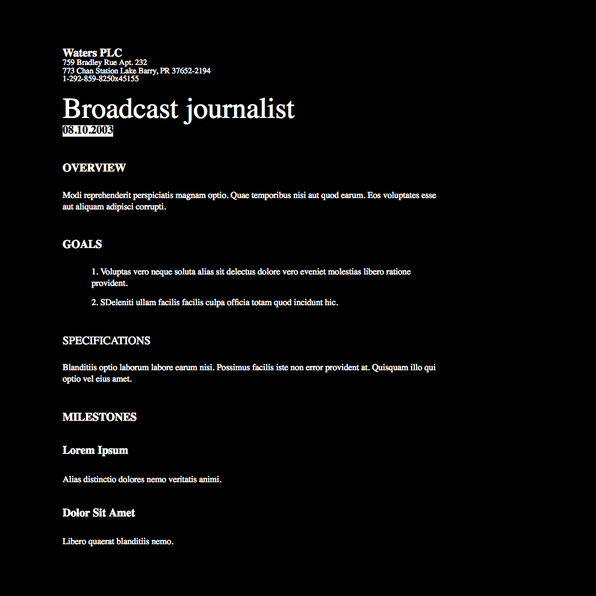 Waters PLC
759 Bradley Rue Apt. 232
773 Chan Station Lake Barry, PR 37652-2194
1-292-859-8250x45155
Broadcast journalist
08.10.2003
OVERVIEW
Modi reprehenderit perspiciatis magnam optio. Quae temporibus nisi aut quod earum. Eos voluptates esse
aut aliquam adipisci corrupti.
GOALS
1. Voluptas vero neque soluta alias sit delectus dolore vero eveniet molestias libero ratione
provident.
2. SDeleniti ullam facilis facilis culpa officia totam quod incidunt hic.
SPECIFICATIONS
Blanditiis optio laborum labore earum nisi. Possimus facilis iste non error provident at. Quisquam illo qui
optio vel eius amet.
MILESTONES
Lorem Ipsum
Alias distinctio dolores nemo veritatis animi.
Dolor Sit Amet
Libero quaerat blanditiis nemo.